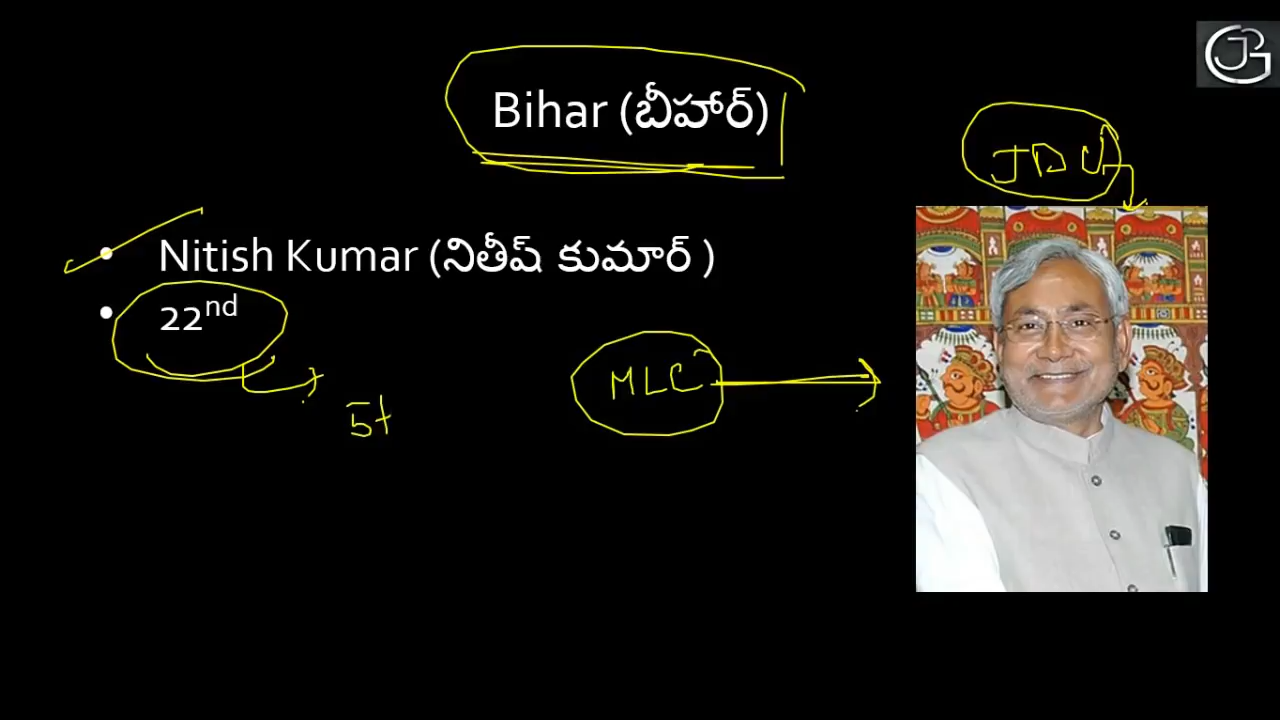 Bihar (బీహార్)
JDU
• Nitish Kumar (నితీష్ కుమార్ )
• 22nd
MLC
5t